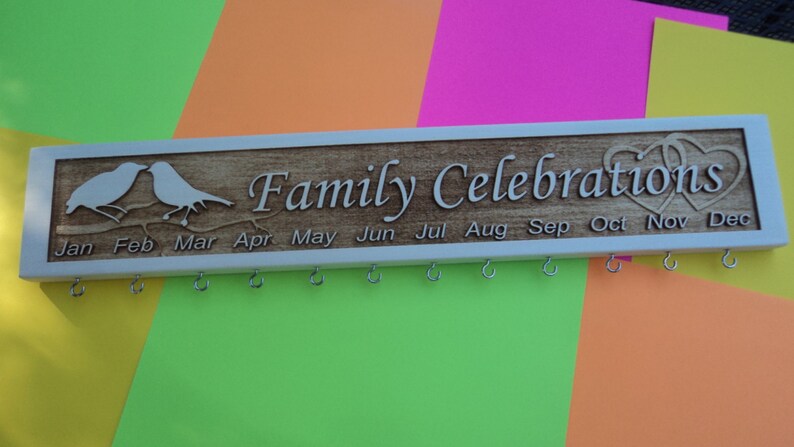 Family Celebrations
Jan Feb Mar Apr May Jun Jul Aug Sep Oct Nov Dec